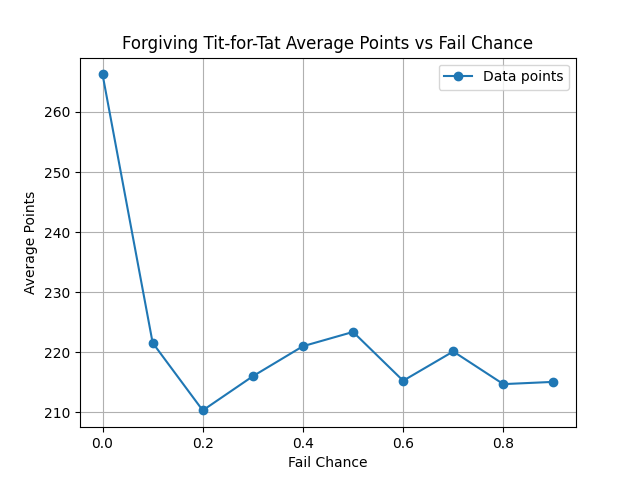 Forgiving Tit-for-Tat Average Points vs Fail Chance
Data points
Average Points
260
250
240
230
220
210
0.0 0.2 0.4 0.6 0.8
Fail Chance